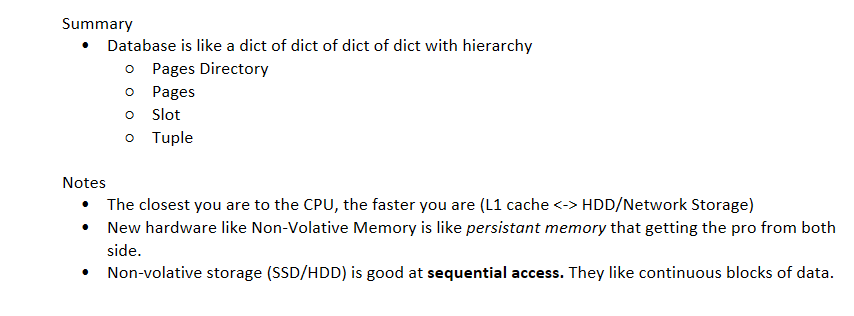 Summary
• Database is like a dict of dict of dict of dict with hierarchy
○ Pages Directory
○ Pages
○ Slot
○ Tuple
Notes
• The closest you are to the CPU, the faster you are (L1 cache <-> HDD/Network Storage)
• New hardware like Non-Volative Memory is like persistant memory that getting the pro from both
side.
• Non-volative storage (SSD/HDD) is good at sequential access. They like continuous blocks of data.